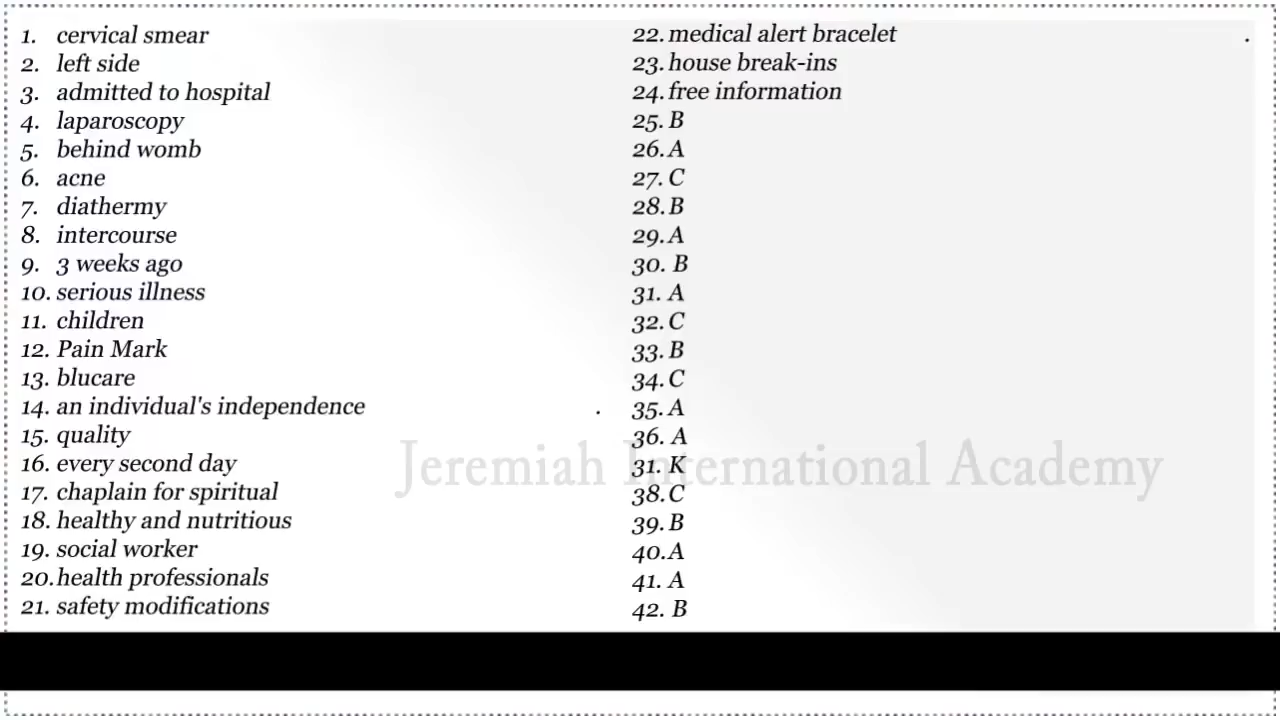 1. cervical smear
2. left side
3. admitted to hospital
4. laparoscopy
5. behind womb
6. acne
7. diathermy
8. intercourse
9. 3 weeks ago
10. serious illness
11. children
12. Pain Mark
13. blucare
14. an individual's independence .
15. quality
16. every second day
17. chaplain for spiritual
18. healthy and nutritious
19. social worker
20. health professionals
21. safety modifications
22. medical alert bracelet .
23. house break-ins
24. free information
25. B
26. A
27. C
28. B
29. A
30. B
31. A
32. C
33. B
34. C
35. A
36. A
31. K
38. C
39. B
40. A
41. A
42. B
Jeremiah International Academy